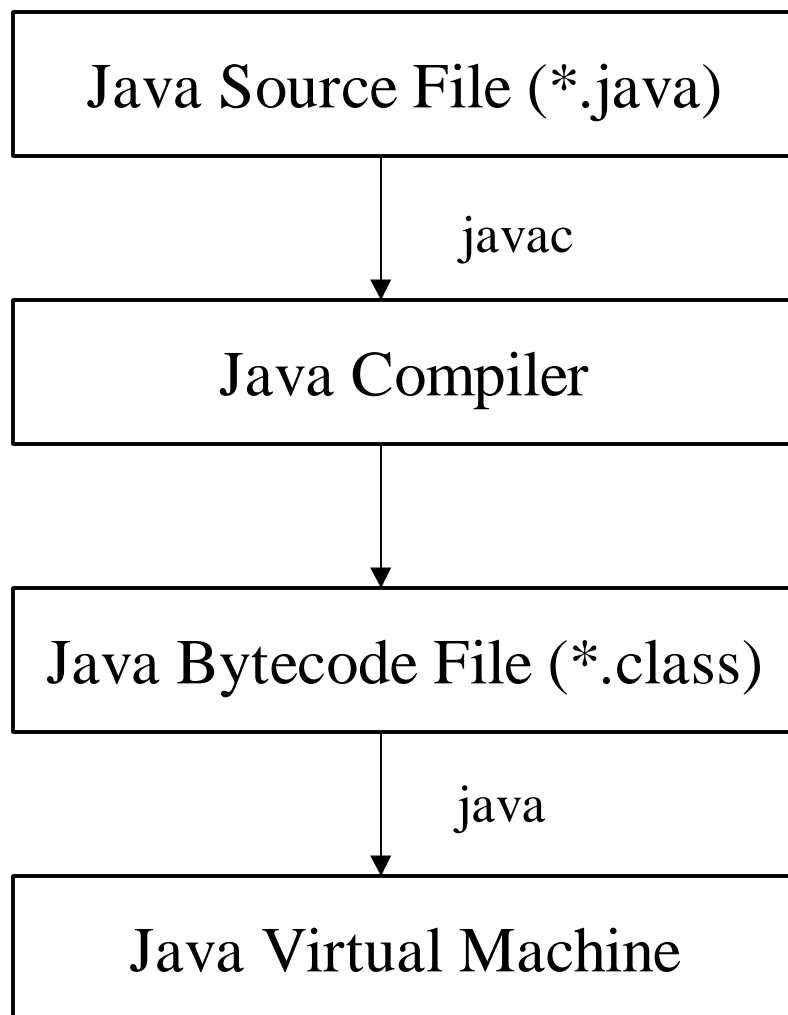 Java Source File (*.java)
javac
Java Compiler
Java Bytecode File (*.class)
java
Java Virtual Machine